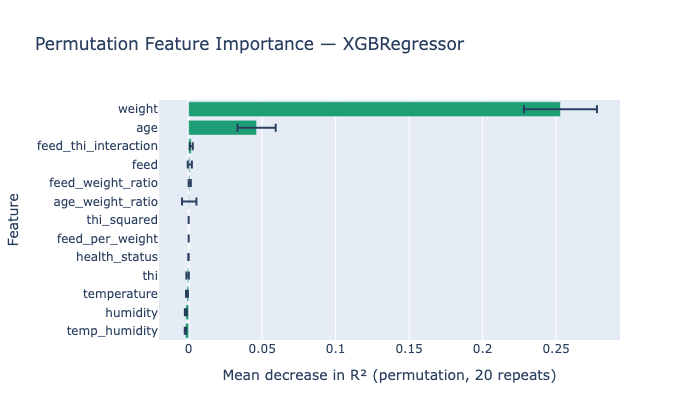 Permutation Feature Importance — XGBRegressor
weight
age
feed_thi_interaction
feed
feed_weight_ratio
age_weight_ratio
thi_squared
feed_per_weight
health_status
thi
temperature
humidity
temp_humidity
Feature
0 0.05 0.1 0.15 0.2 0.25
Mean decrease in R² (permutation, 20 repeats)